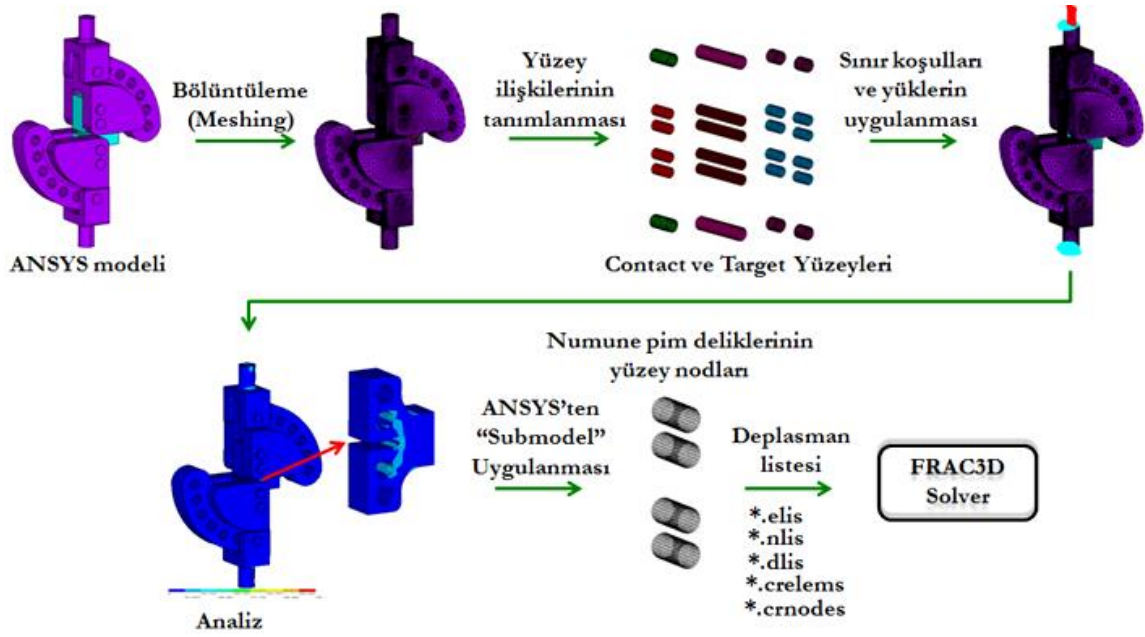 Bölüntüleme
(Meshing)
Yüzey
ilişkilerinin
tanımlanması
Sınır koşulları
ve yüklerin
uygulanması
ANSYS modeli
Contact ve Target Yüzeyleri
Numune pim deliklerinin
yüzey nodları
ANSYS'ten
“Submodel”
Uygulanması
Deplasman
listesi
*.elis
*.nlis
*.dlis
*.crelems
*.crnodes
FRAC3D
Solver
Analiz